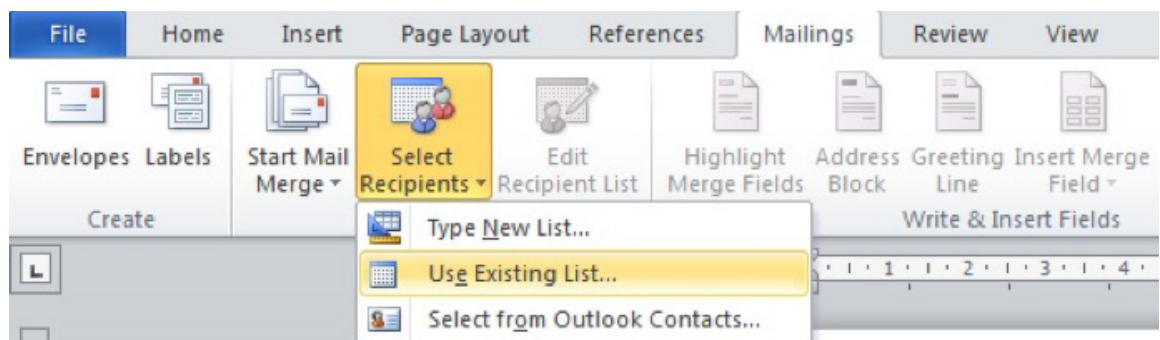 File Home Insert Page Layout References Mailings Review View
Envelopes Labels Start Mail Merge Select Recipients Edit Recipient List Highlight Merge Fields Address Block Greeting Line Insert Merge Field
Create Write & Insert Fields
Type New List...
L 1 2 3 4
Use Existing List...
Select from Outlook Contacts...